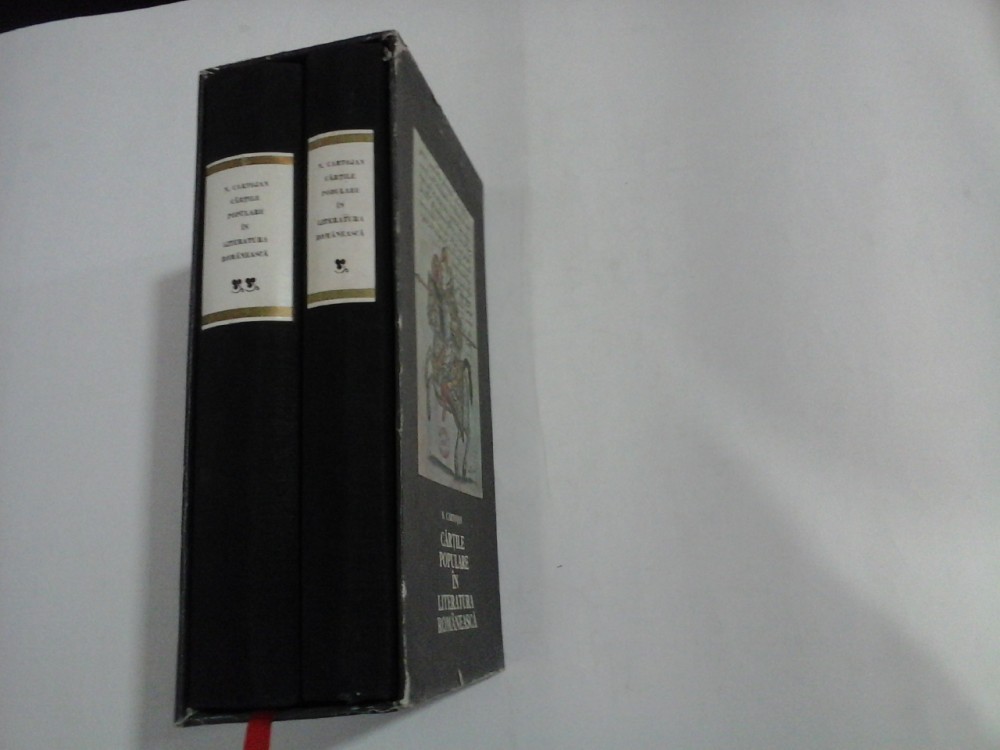 N. CARTOJAN
CĂRȚILE
POPULARE
ÎN
LITERATURA
ROMÂNEASCĂ
N. CARTOJAN
CĂRȚILE
POPULARE
ÎN
LITERATURA
ROMÂNEASCĂ
N. CARTOJAN
CĂRȚILE
POPULARE
ÎN
LITERATURA
ROMÂNEASCĂ